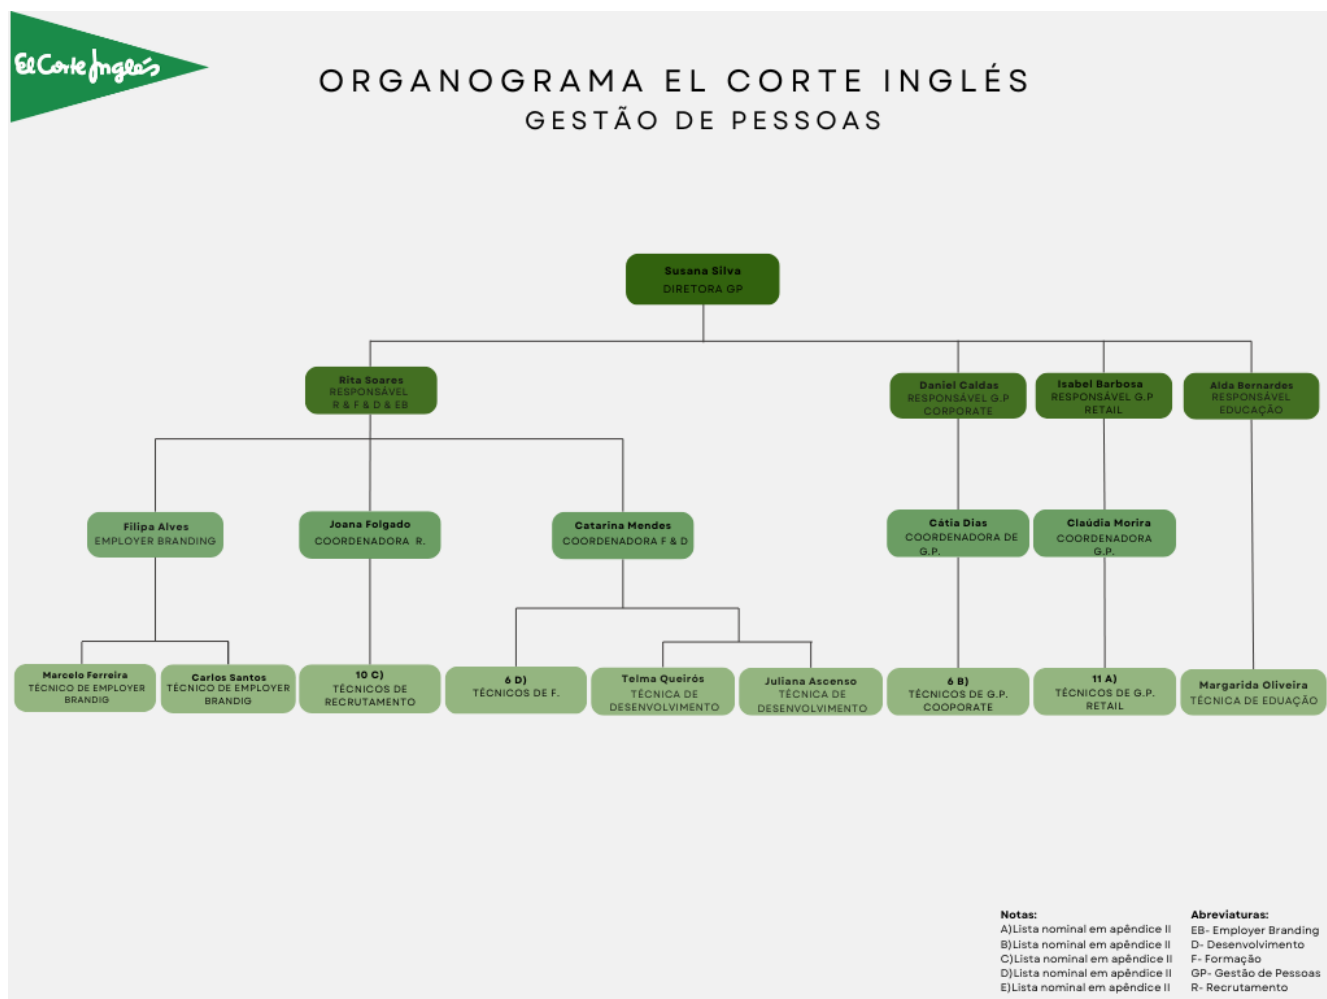 El Corte Inglés
ORGANOGRAMA EL CORTE INGLÉS
GESTÃO DE PESSOAS
Susana Silva
DIRETORA GP
Rita Soares
RESPONSÁVEL
R & F & D & EB
Daniel Caldas
RESPONSÁVEL G.P
CORPORATE
Isabel Barbosa
RESPONSÁVEL G.P
RETAIL
Alda Bernardes
RESPONSÁVEL
EDUCAÇÃO
Filipa Alves
EMPLOYER BRANDING
Joana Folgado
COORDENADORA R.
Catarina Mendes
COORDENADORA F & D
Cátia Dias
COORDENADORA DE
G.P.
Claúdia Morira
COORDENADORA
G.P.
Marcelo Ferreira
TÉCNICO DE EMPLOYER
BRANDIG
Carlos Santos
TÉCNICO DE EMPLOYER
BRANDIG
10 C)
TÉCNICOS DE
RECRUTAMENTO
6 D)
TÉCNICOS DE F.
Telma Queirós
TÉCNICA DE
DESENVOLVIMENTO
Juliana Ascenso
TÉCNICA DE
DESENVOLVIMENTO
6 B)
TÉCNICOS DE G.P.
COOPORATE
11 A)
TÉCNICOS DE G.P.
RETAIL
Margarida Oliveira
TÉCNICA DE EDUAÇÃO
Notas:
A)Lista nominal em apêndice II
B)Lista nominal em apêndice II
C)Lista nominal em apêndice II
D)Lista nominal em apêndice II
E)Lista nominal em apêndice II
Abreviaturas:
EB- Employer Branding
D- Desenvolvimento
F- Formação
GP- Gestão de Pessoas
R- Recrutamento